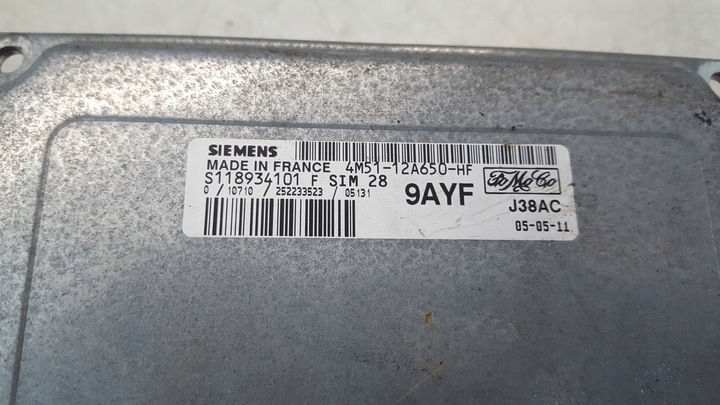 SIEMENS
MADE IN FRANCE 4M51-12A650-HF
S118934101 F SIM 28
0 / 10710 / 252233523 / 05131
9AYF
FoMoCo
J38AC
05-05-11